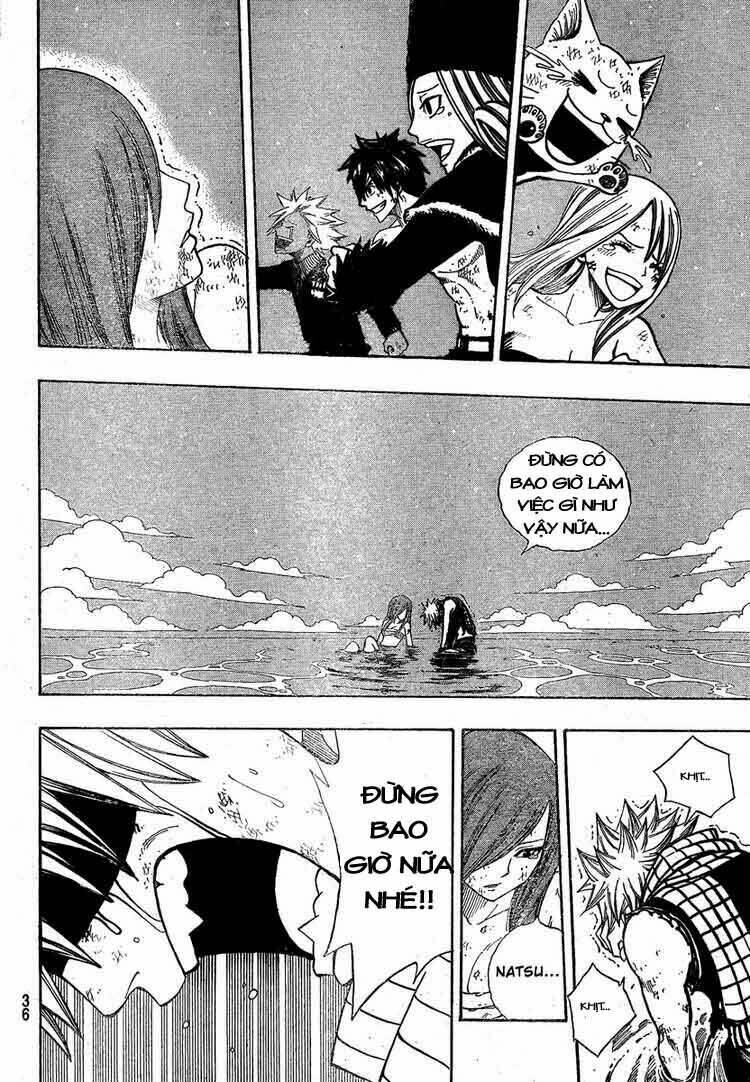 ĐỪNG CÓ
BAO GIỜ LÀM
VIỆC GÌ NHƯ
VẬY NỮA...
KHỊT...
KHỊT...
NATSU...
ĐỪNG
BAO
GIỜ NỮA
NHÉ!!
36